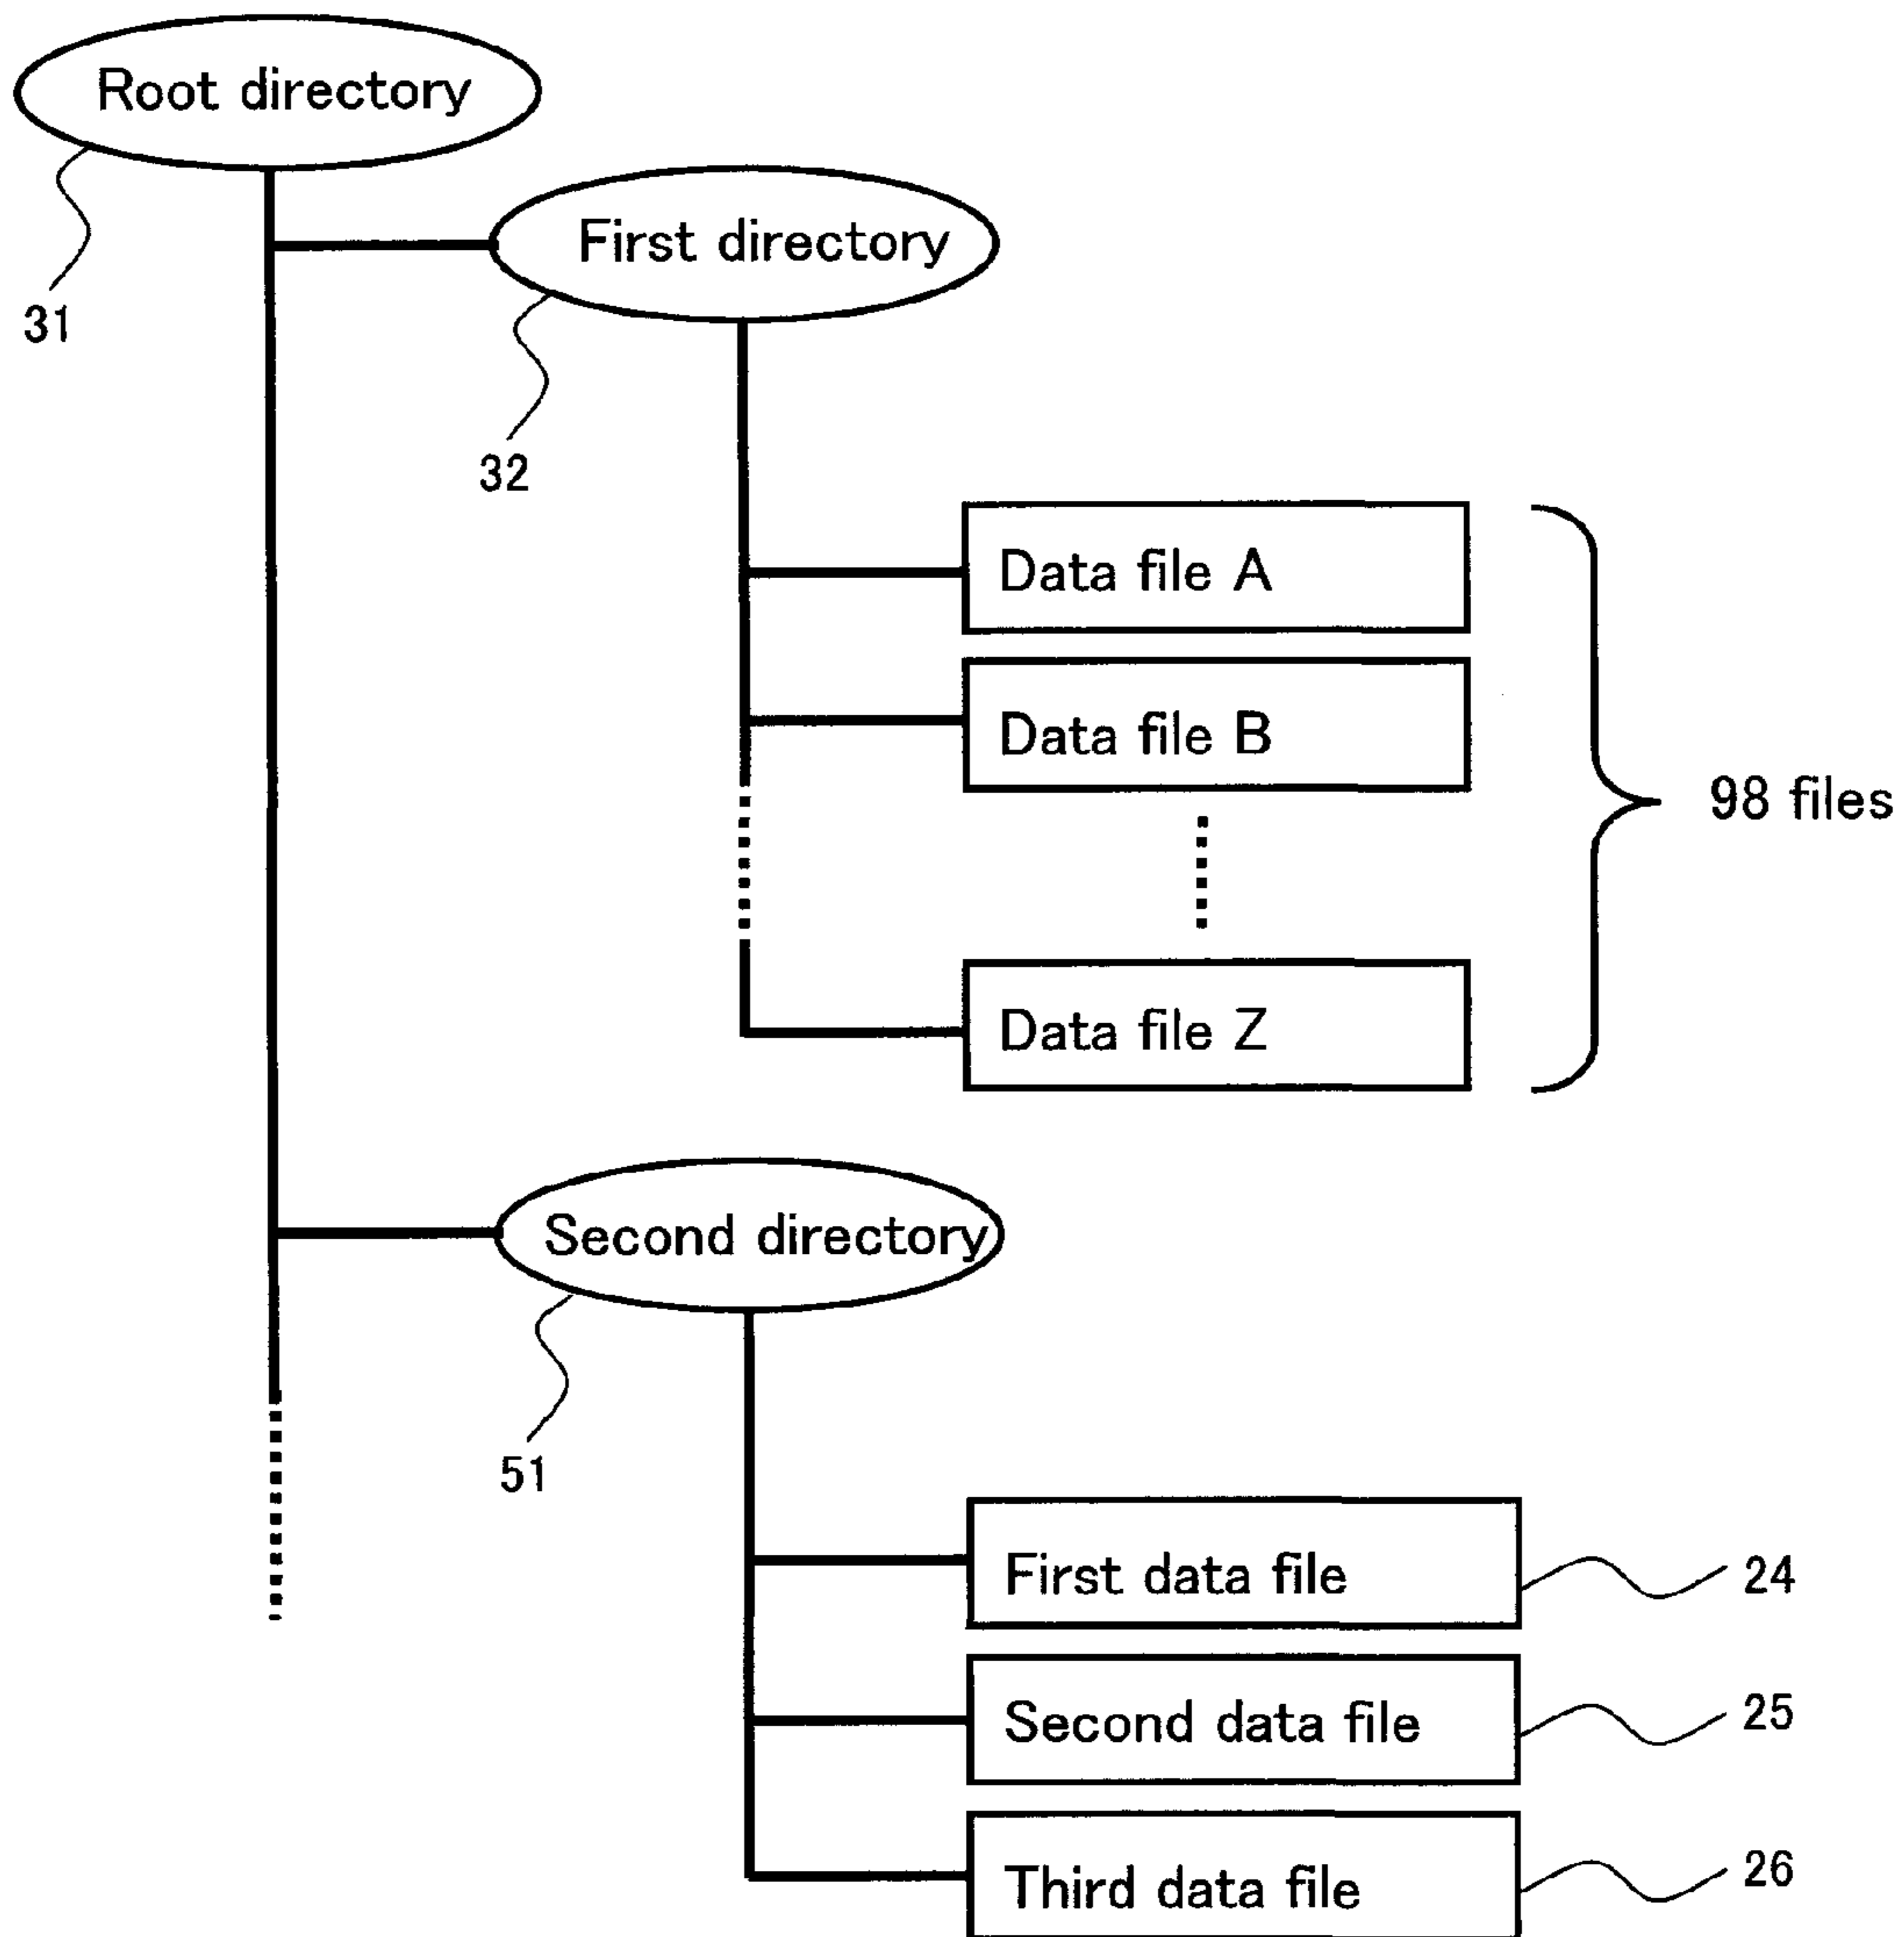 Root directory
First directory
31
32
Data file A
Data file B
98 files
Data file Z
Second directory
51
First data file
24
Second data file
25
Third data file
26